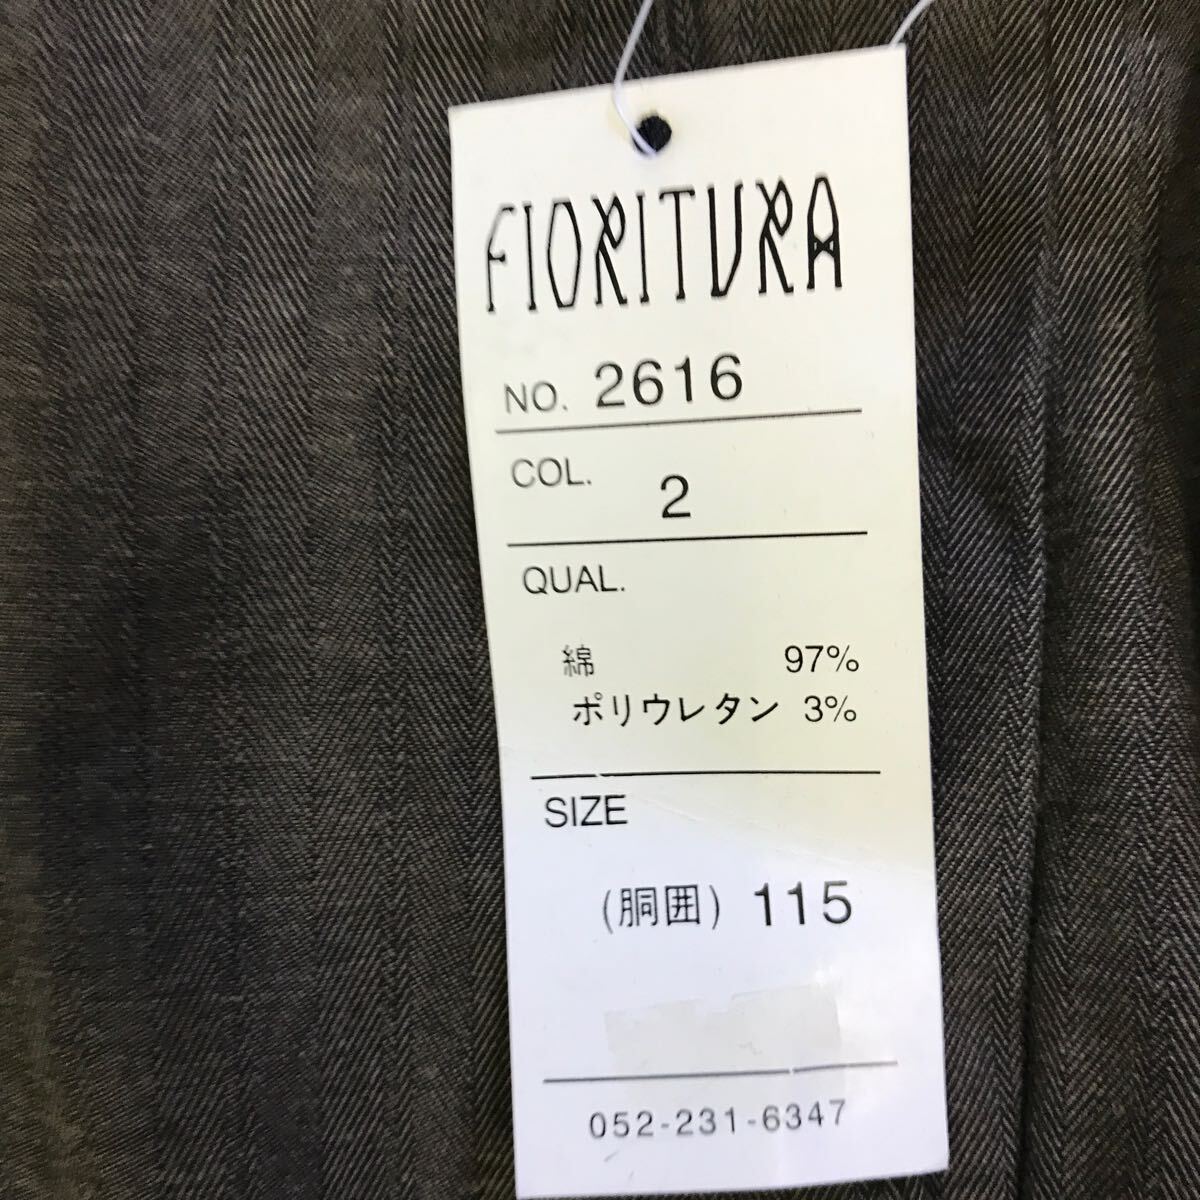 FIORITURA
NO. 2616
COL. 2
QUAL.
綿 97%
ポリウレタン 3%
SIZE
(胴囲) 115
052-231-6347